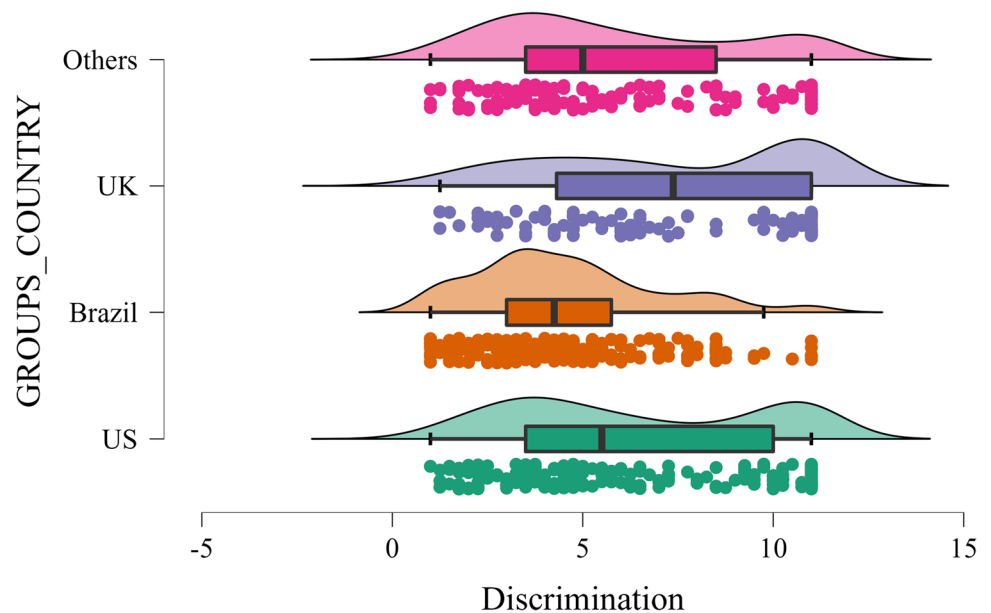 GROUPS_COUNTRY
Others
UK
Brazil
US
-5 0 5 10 15
Discrimination